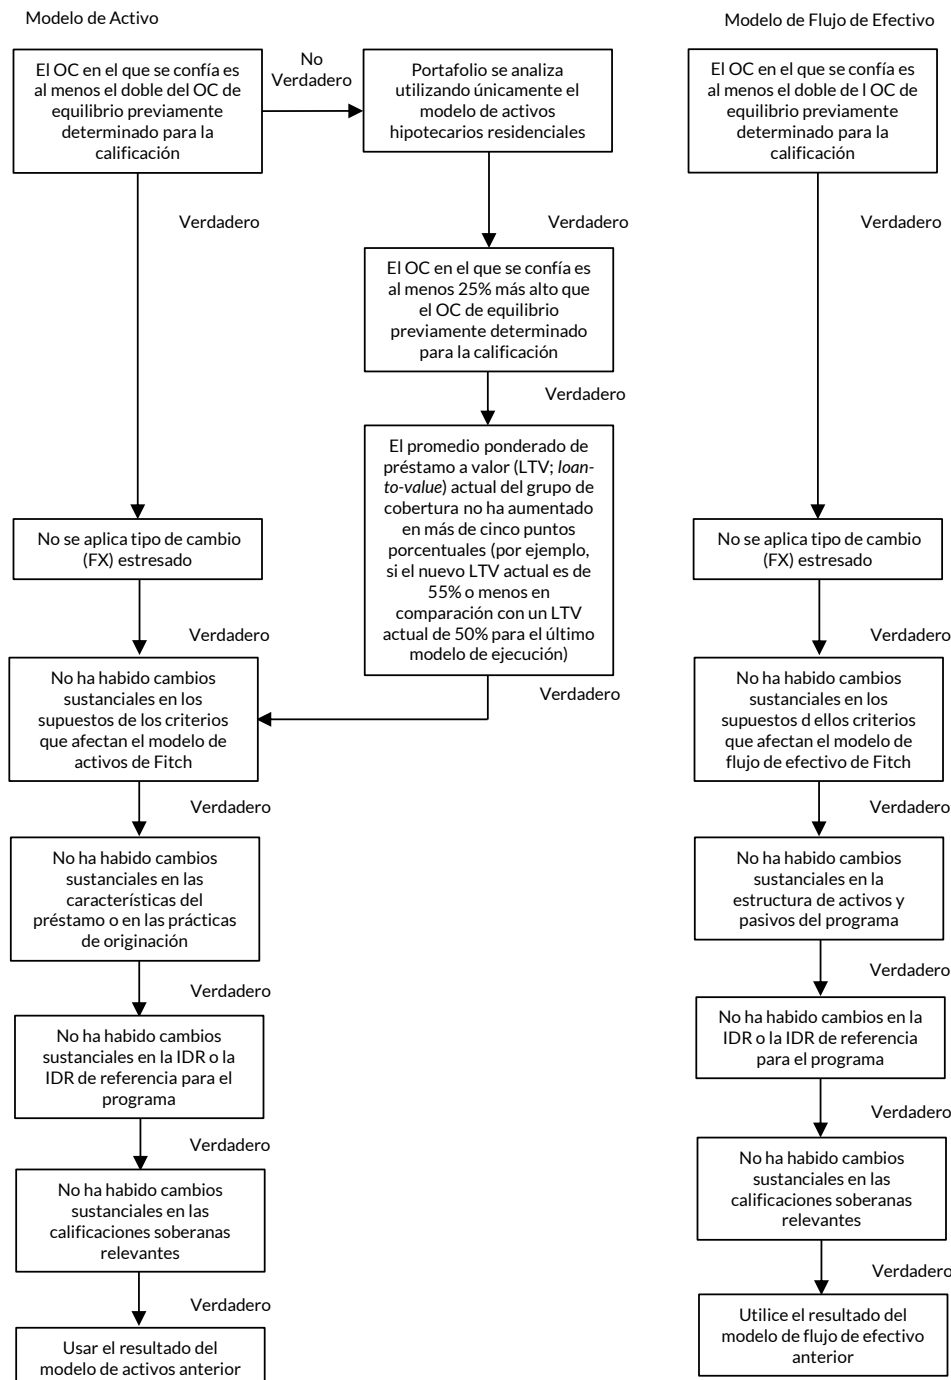 Modelo de Activo
El OC en el que se confía es
al menos el doble del OC de
equilibrio previamente
determinado para la
calificación
No
Verdadero
Portafolio se analiza
utilizando únicamente el
modelo de activos
hipotecarios residenciales
Verdadero
Verdadero
El OC en el que se confía es
al menos 25% más alto que
el OC de equilibrio
previamente determinado
para la calificación
Verdadero
El promedio ponderado de
préstamo a valor (LTV; loan-
to-value) actual del grupo de
cobertura no ha aumentado
en más de cinco puntos
porcentuales (por ejemplo,
si el nuevo LTV actual es de
55% o menos en
comparación con un LTV
actual de 50% para el último
modelo de ejecución)
Verdadero
No se aplica tipo de cambio
(FX) estresado
Verdadero
No ha habido cambios
sustanciales en los
supuestos de los criterios
que afectan el modelo de
activos de Fitch
Verdadero
No ha habido cambios
sustanciales en las
características del
préstamo o en las prácticas
de originación
Verdadero
No ha habido cambios
sustanciales en la IDR o la
IDR de referencia para el
programa
Verdadero
No ha habido cambios
sustanciales en las
calificaciones soberanas
relevantes
Verdadero
Usar el resultado del
modelo de activos anterior
Modelo de Flujo de Efectivo
El OC en el que se confía es
al menos el doble de l OC de
equilibrio previamente
determinado para la
calificación
Verdadero
No se aplica tipo de cambio
(FX) estresado
Verdadero
No ha habido cambios
sustanciales en los
supuestos d ellos criterios
que afectan el modelo de
flujo de efectivo de Fitch
Verdadero
No ha habido cambios
sustanciales en la
estructura de activos y
pasivos del programa
Verdadero
No ha habido cambios en la
IDR o la IDR de referencia
para el programa
Verdadero
No ha habido cambios
sustanciales en las
calificaciones soberanas
relevantes
Verdadero
Utilice el resultado del
modelo de flujo de efectivo
anterior